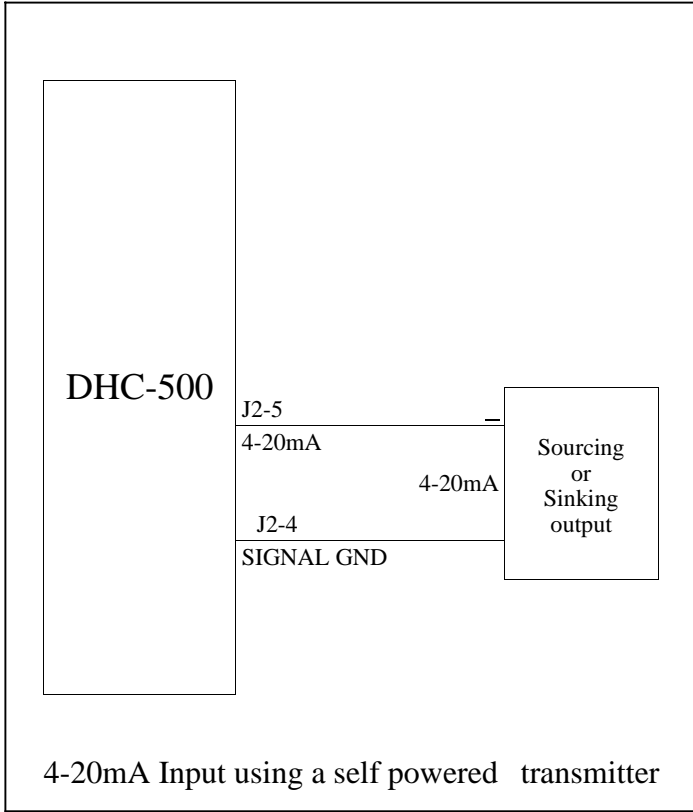 DHC-500
J2-5
4-20mA
–
4-20mA
Sourcing
or
Sinking
output
J2-4
SIGNAL GND
4-20mA Input using a self powered transmitter